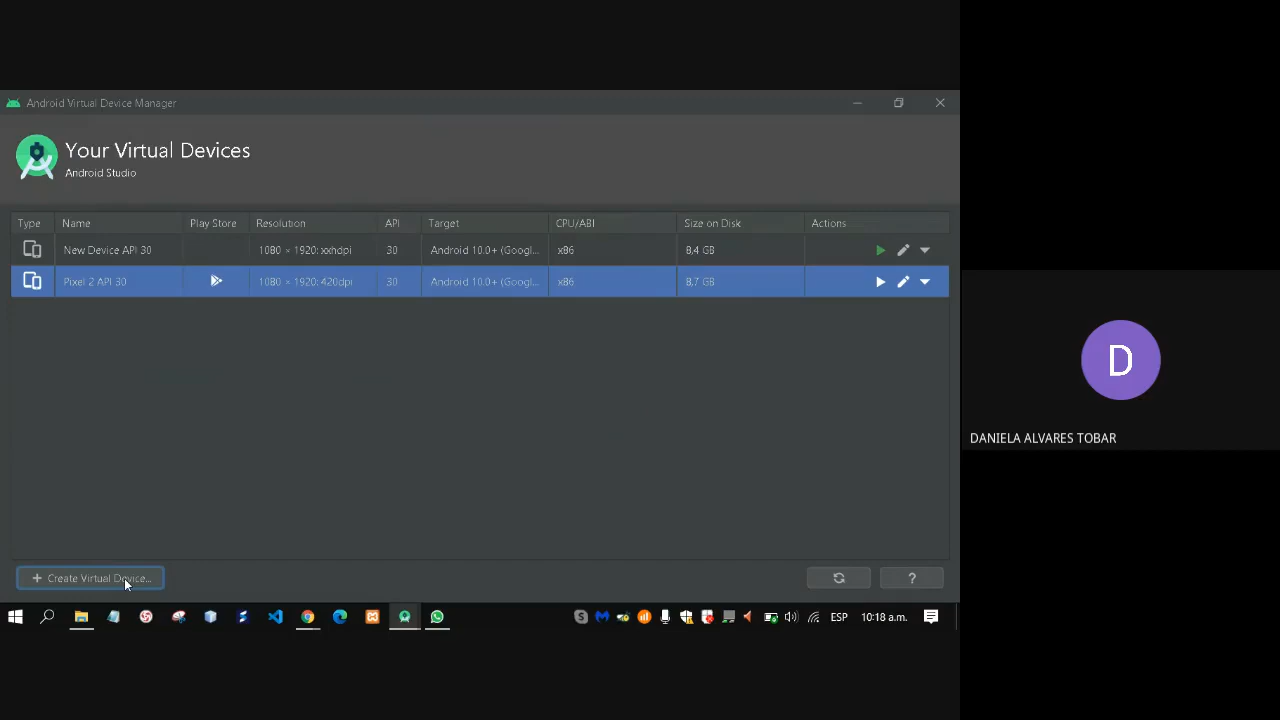 Android Virtual Device Manager
Your Virtual Devices
Android Studio
Type Name Play Store Resolution API Target CPU/ABI Size on Disk Actions
New Device API 30 1080 × 1920: xxhdpi 30 Android 10.0+ (Googl... x86 8,4 GB
Pixel 2 API 30 1080 × 1920: 420dpi 30 Android 10.0+ (Googl... x86 8,7 GB
D
DANIELA ALVARES TOBAR
+ Create Virtual Device...
?
ESP 10:18 a.m.